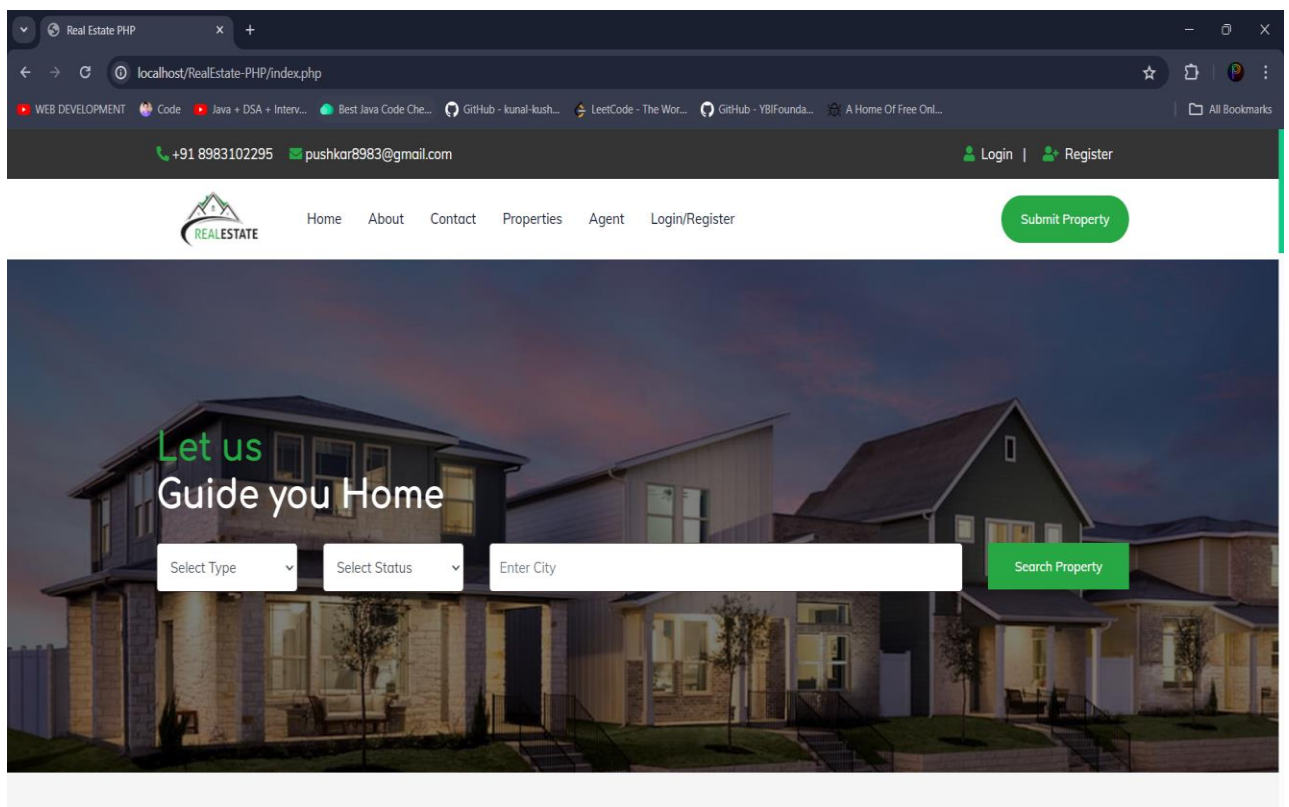 Real Estate PHP
localhost/RealEstate-PHP/index.php
WEB DEVELOPMENT Code Java + DSA + Interv... Best Java Code Che... GitHub - kunal-kush... LeetCode - The Wor... GitHub - YBIFounda... A Home Of Free Onl... All Bookmarks
+91 8983102295 pushkar8983@gmail.com Login | Register
REALESTATE Home About Contact Properties Agent Login/Register Submit Property
Let us
Guide you Home
Select Type Select Status Enter City Search Property